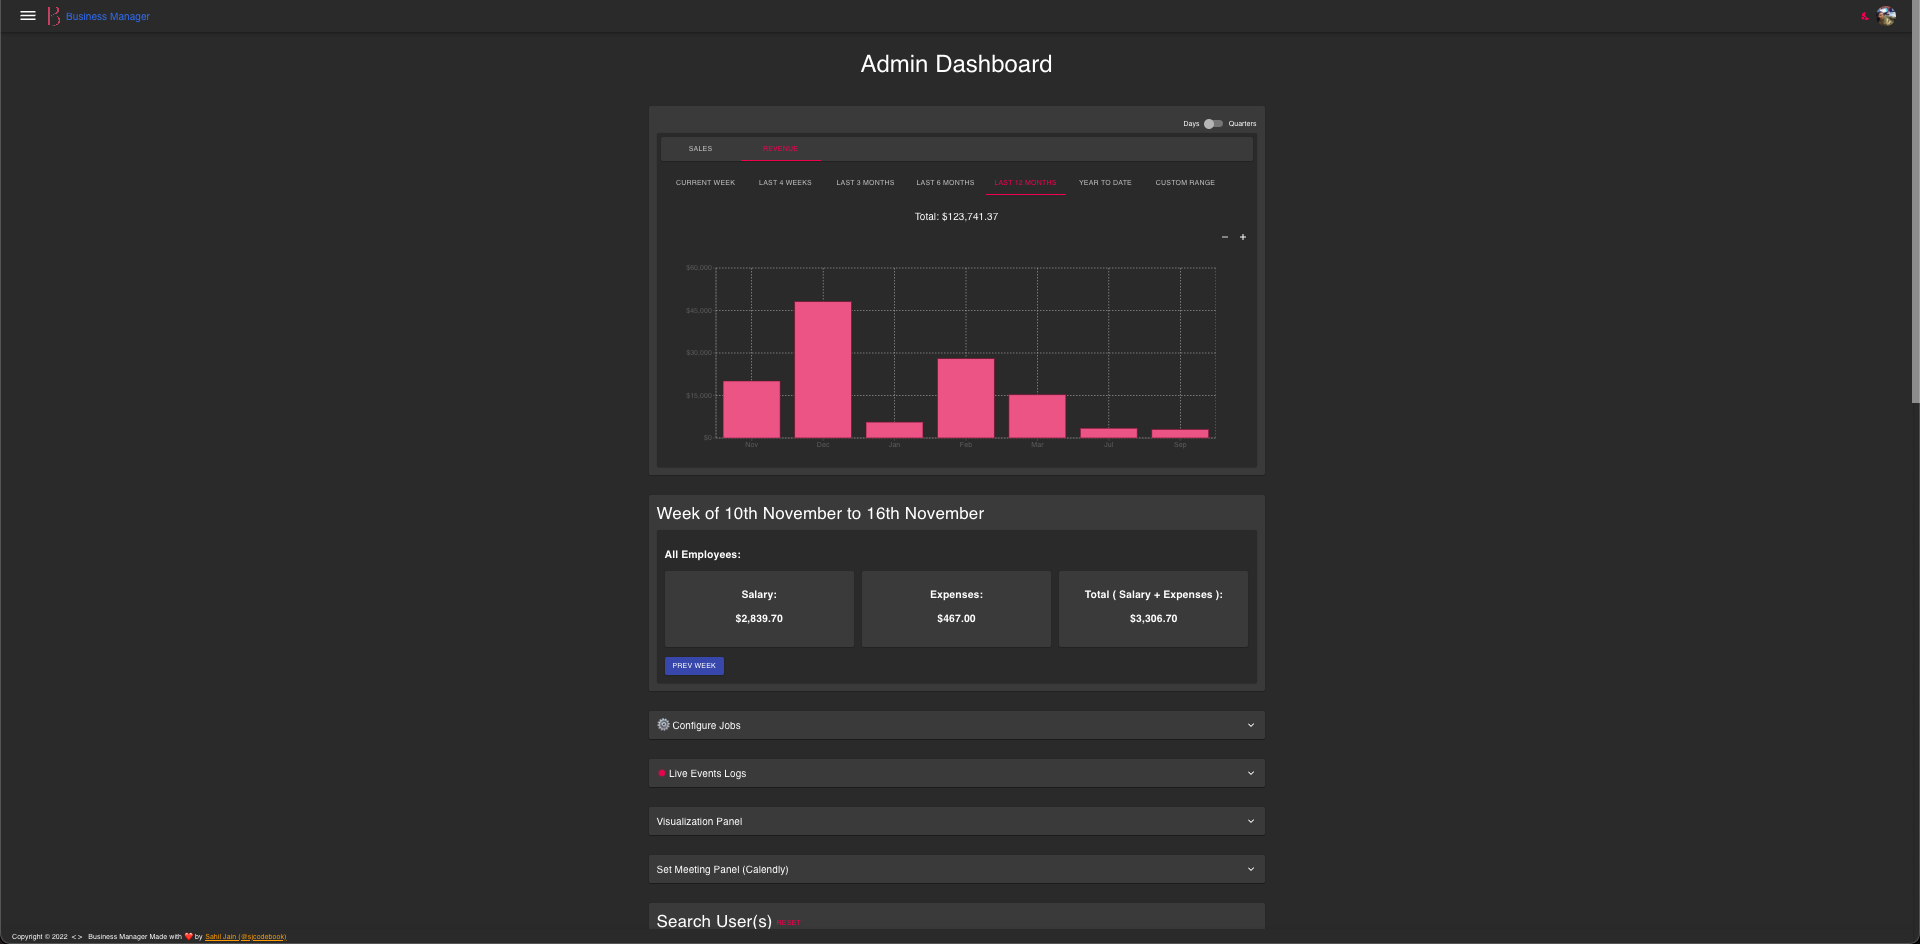 Business Manager
Admin Dashboard
Days Quarters
SALES REVENUE
CURRENT WEEK LAST 4 WEEKS LAST 3 MONTHS LAST 6 MONTHS LAST 12 MONTHS YEAR TO DATE CUSTOM RANGE
Total: $123,741.37
− +
$60,000
$45,000
$30,000
$15,000
$0
Nov Dec Jan Feb Mar Jul Sep
Week of 10th November to 16th November
All Employees:
Salary: Expenses: Total ( Salary + Expenses ):
$2,839.70 $467.00 $3,306.70
PREV WEEK
Configure Jobs
Live Events Logs
Visualization Panel
Set Meeting Panel (Calendly)
Search User(s) RESET
Copyright © 2022 < > Business Manager Made with ❤️ by Sahil Jain (@sjcodebook)